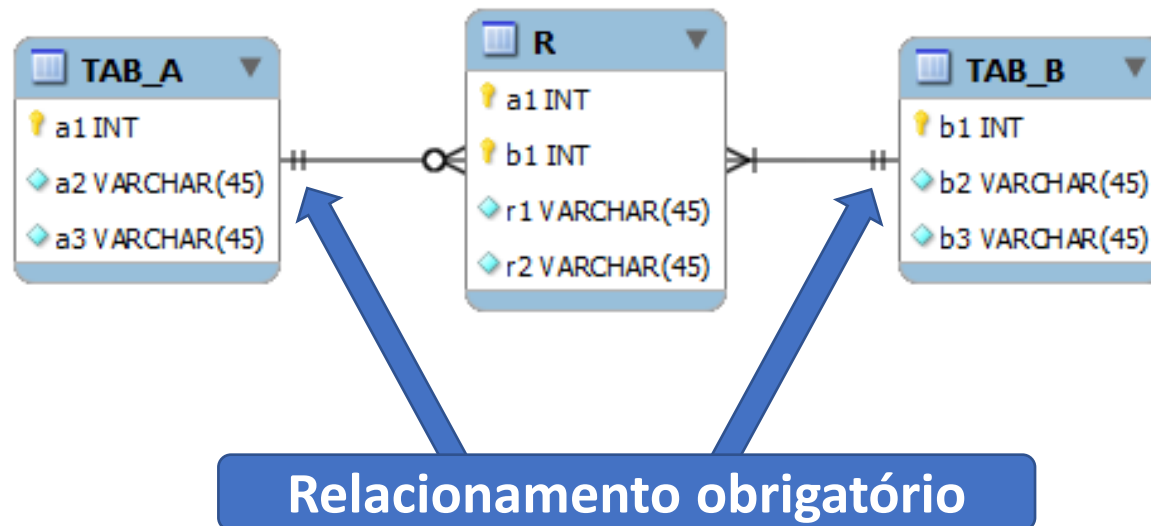 TAB_A
a1 INT
a2 VARCHAR(45)
a3 VARCHAR(45)
R
a1 INT
b1 INT
r1 VARCHAR(45)
r2 VARCHAR(45)
TAB_B
b1 INT
b2 VARCHAR(45)
b3 VARCHAR(45)
Relacionamento obrigatório